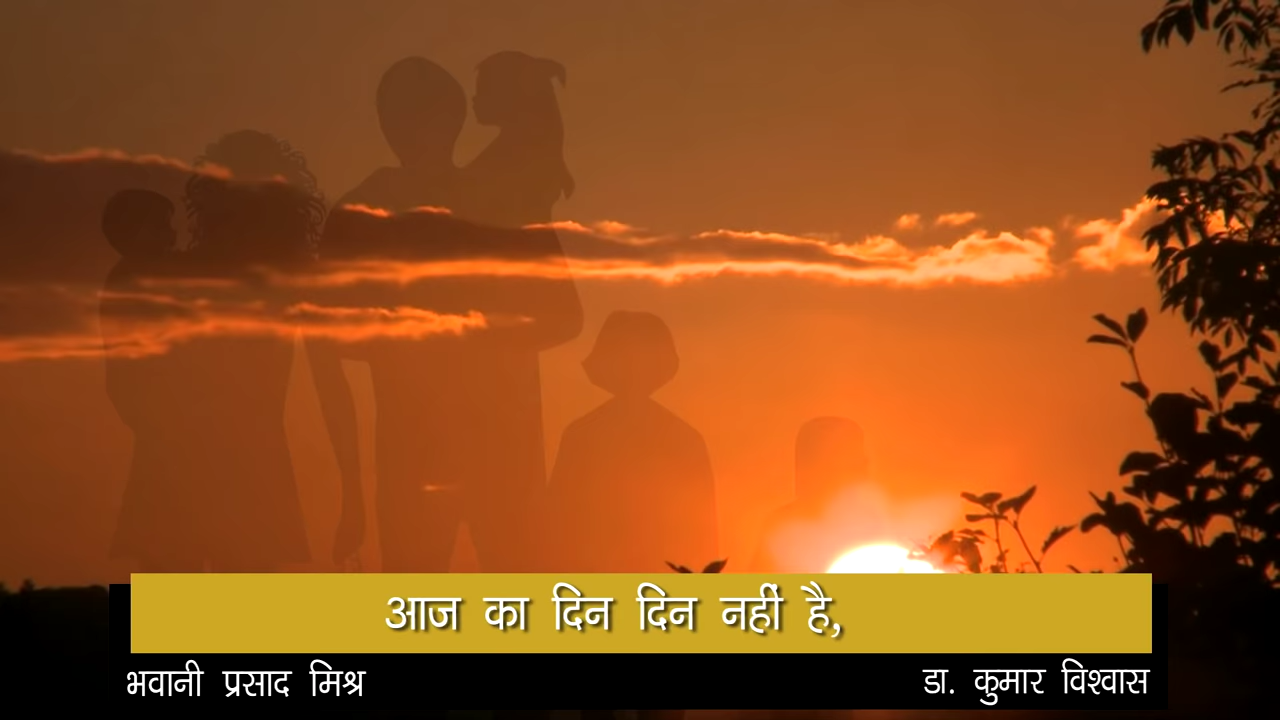 आज का दिन दिन नहीं है,
भवानी प्रसाद मिश्र
डा. कुमार विश्वास